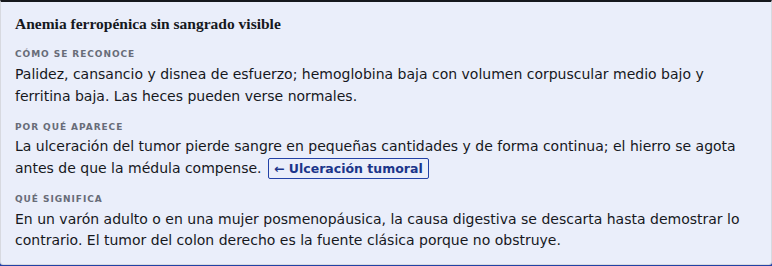 Anemia ferropénica sin sangrado visible
CÓMO SE RECONOCE
Palidez, cansancio y disnea de esfuerzo; hemoglobina baja con volumen corpuscular medio bajo y
ferritina baja. Las heces pueden verse normales.
POR QUÉ APARECE
La ulceración del tumor pierde sangre en pequeñas cantidades y de forma continua; el hierro se agota
antes de que la médula compense. ← Ulceración tumoral
QUÉ SIGNIFICA
En un varón adulto o en una mujer posmenopáusica, la causa digestiva se descarta hasta demostrar lo
contrario. El tumor del colon derecho es la fuente clásica porque no obstruye.